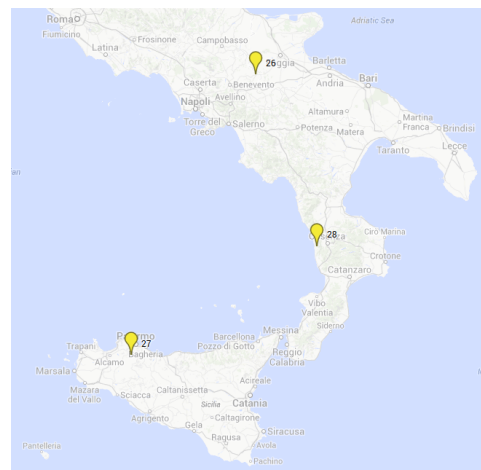 Roma
Adriatic Sea
Fiumicino
Frosinone
Campobasso
Latina
26
Barletta
Caserta
Benevento
Andria
Bari
Napoli
Avellino
Torre del
Greco
Salerno
Altamura
Potenza
Matera
Martina
Franca
Brindisi
Taranto
Lecce
28
Cirò Marina
Crotone
Catanzaro
Vibo
Valentia
Siderno
Messina
Barcellona
Pozzo di Gotto
Reggio
Calabria
27
Trapani
Bagheria
Alcamo
Marsala
Mazara
del Vallo
Sciacca
Caltanissetta
Acireale
Catania
Sicilia
Agrigento
Caltagirone
Gela
Ragusa
Siracusa
Avola
Pachino
Pantelleria